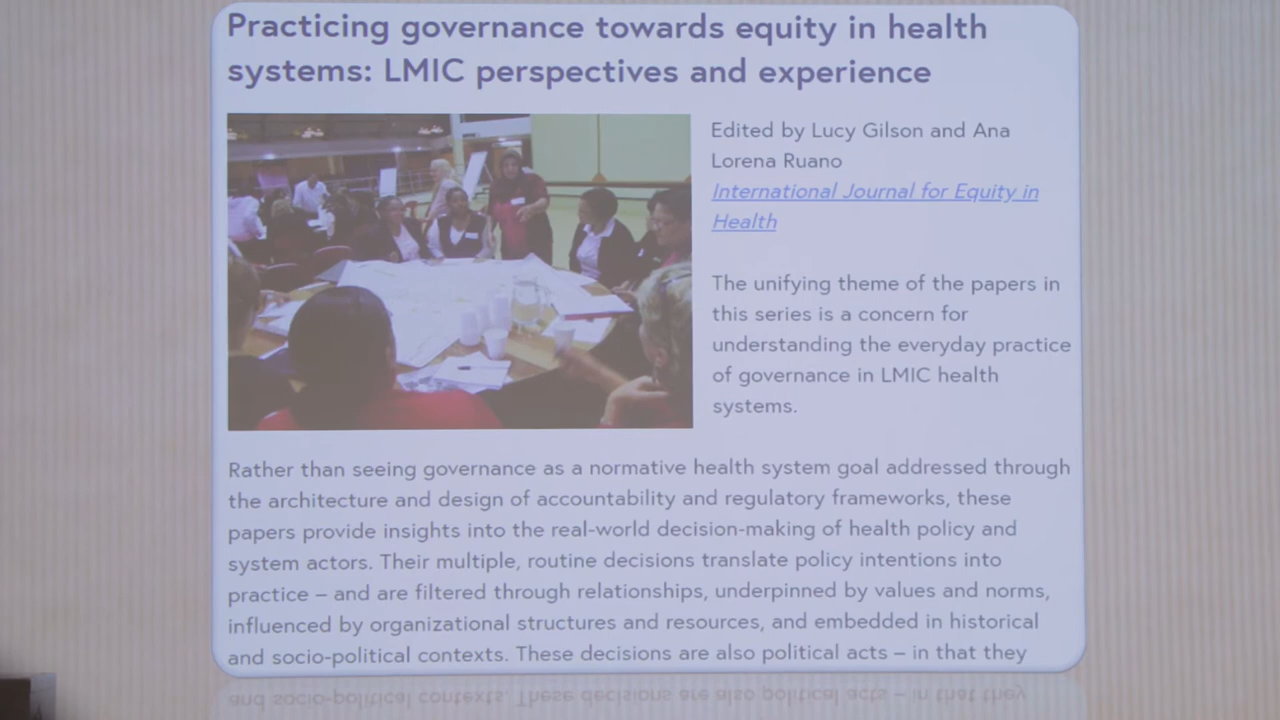 Practicing governance towards equity in health
systems: LMIC perspectives and experience
Edited by Lucy Gilson and Ana
Lorena Ruano
International Journal for Equity in
Health
The unifying theme of the papers in
this series is a concern for
understanding the everyday practice
of governance in LMIC health
systems.
Rather than seeing governance as a normative health system goal addressed through
the architecture and design of accountability and regulatory frameworks, these
papers provide insights into the real-world decision-making of health policy and
system actors. Their multiple, routine decisions translate policy intentions into
practice – and are filtered through relationships, underpinned by values and norms,
influenced by organizational structures and resources, and embedded in historical
and socio-political contexts. These decisions are also political acts – in that they